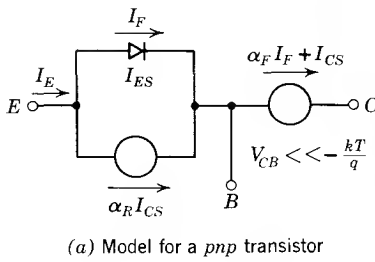 I_F
α_F I_F + I_CS
I_E
I_ES
E
C
V_CB << - kT/q
α_R I_CS
B
(a) Model for a pnp transistor